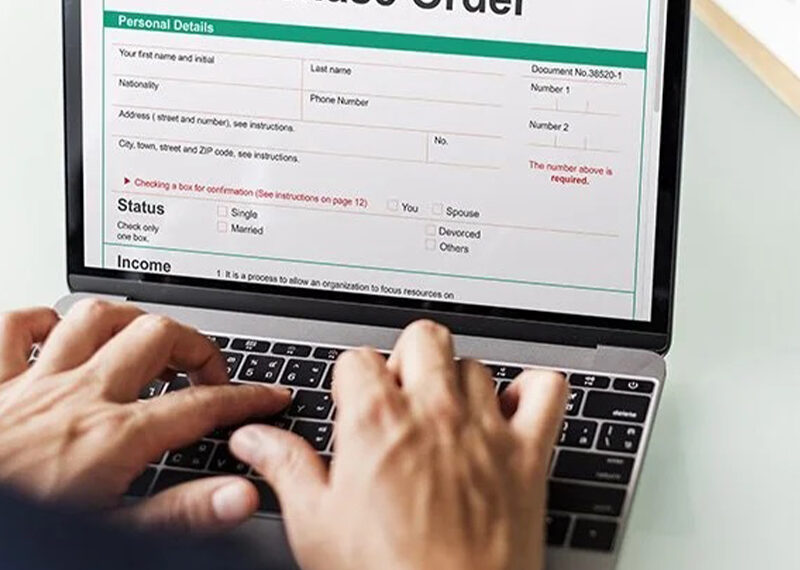 Order
Personal Details
Your first name and initial
Last name
Document No.38520-1
Nationality
Phone Number
Number 1
Address ( street and number), see instructions.
No.
Number 2
City, town, street and ZIP code, see instructions.
The number above is
required.
▶ Checking a box for confirmation (See instructions on page 12)
You
Spouse
Status
Single
Devorced
Check only
one box.
Married
Others
Income
1 It is a process to allow an organization to focus resources on
delete
return